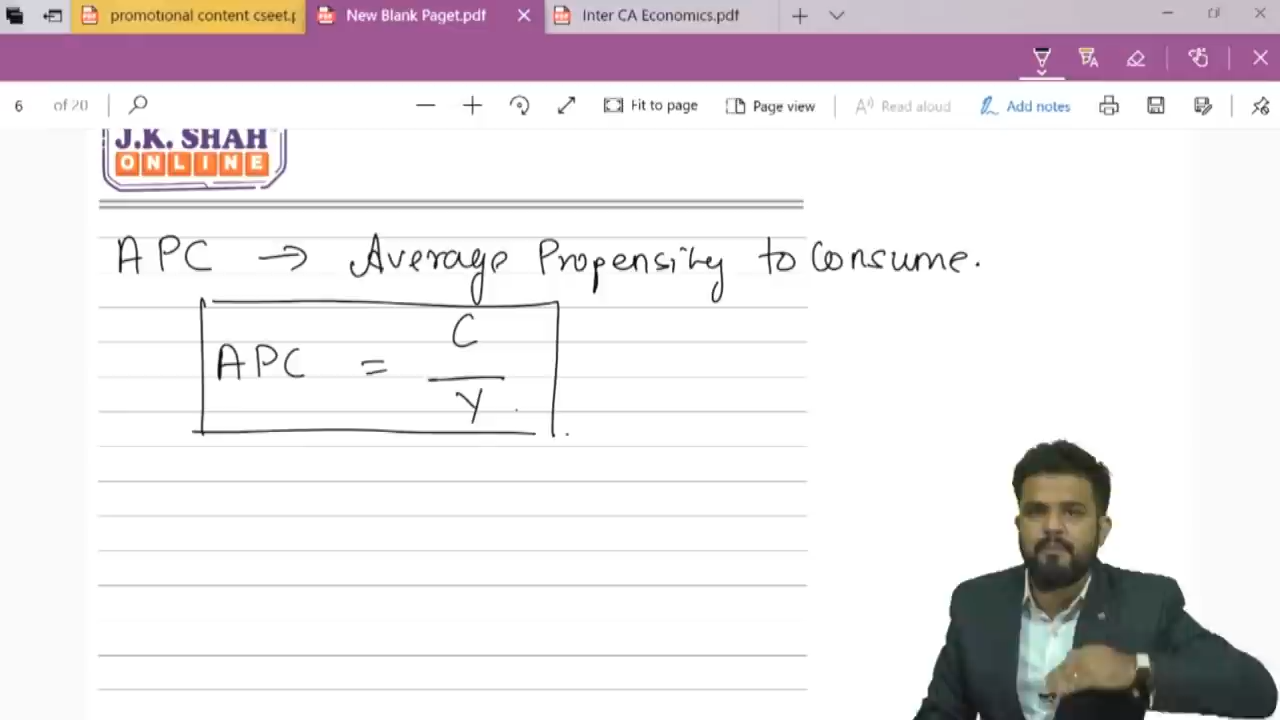 promotional content cseet.p
New Blank Paget.pdf
Inter CA Economics.pdf
6 of 20
Fit to page
Page view
Read aloud
Add notes
J.K. SHAH
ONLINE
APC → Average Propensity to Consume.
APC = C
Y